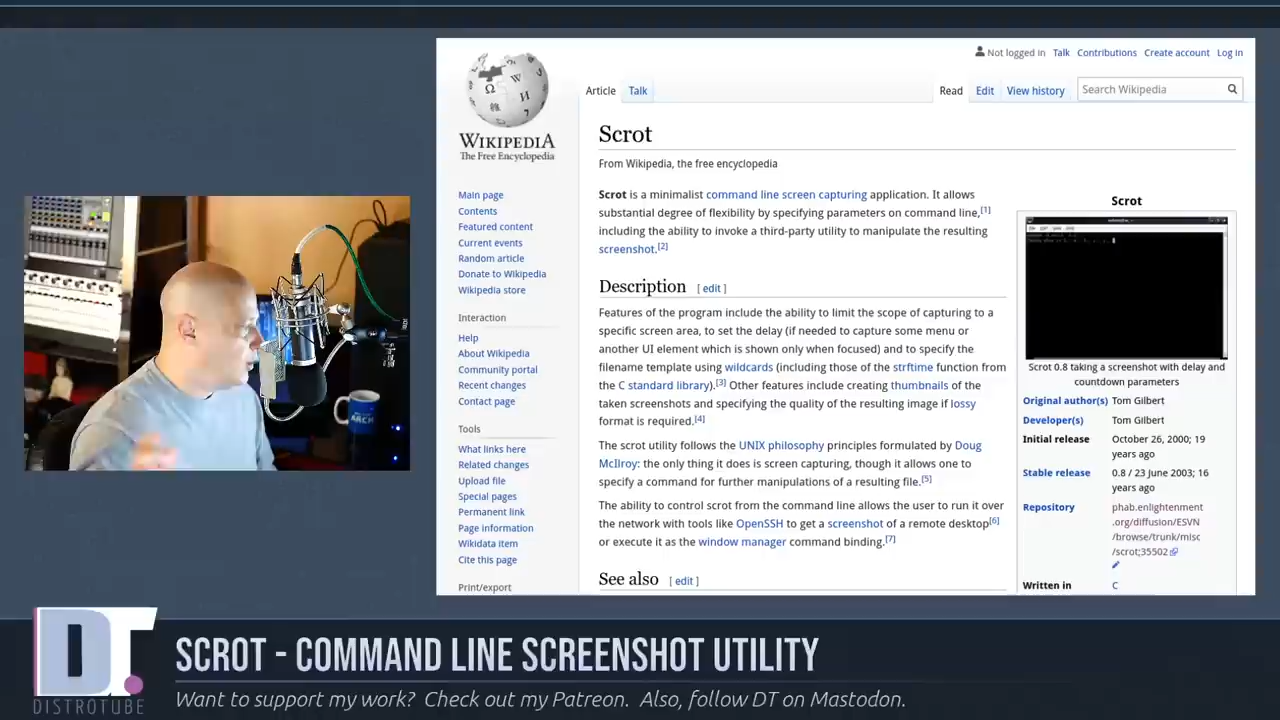 Not logged in Talk Contributions Create account Log in
Article Talk Read Edit View history Search Wikipedia
WIKIPEDIA
The Free Encyclopedia
Main page
Contents
Featured content
Current events
Random article
Donate to Wikipedia
Wikipedia store
Interaction
Help
About Wikipedia
Community portal
Recent changes
Contact page
Tools
What links here
Related changes
Upload file
Special pages
Permanent link
Page information
Wikidata item
Cite this page
Print/export
Scrot
From Wikipedia, the free encyclopedia
Scrot is a minimalist command line screen capturing application. It allows
substantial degree of flexibility by specifying parameters on command line,[1]
including the ability to invoke a third-party utility to manipulate the resulting
screenshot.[2]
Description [ edit ]
Features of the program include the ability to limit the scope of capturing to a
specific screen area, to set the delay (if needed to capture some menu or
another UI element which is shown only when focused) and to specify the
filename template using wildcards (including those of the strftime function from
the C standard library).[3] Other features include creating thumbnails of the
taken screenshots and specifying the quality of the resulting image if lossy
format is required.[4]
The scrot utility follows the UNIX philosophy principles formulated by Doug
McIlroy: the only thing it does is screen capturing, though it allows one to
specify a command for further manipulations of a resulting file.[5]
The ability to control scrot from the command line allows the user to run it over
the network with tools like OpenSSH to get a screenshot of a remote desktop[6]
or execute it as the window manager command binding.[7]
See also [ edit ]
Scrot
Scrot 0.8 taking a screenshot with delay and
countdown parameters
Original author(s) Tom Gilbert
Developer(s) Tom Gilbert
Initial release October 26, 2000; 19
years ago
Stable release 0.8 / 23 June 2003; 16
years ago
Repository phab.enlightenment
.org/diffusion/ESVN
/browse/trunk/misc
/scrot;35502
Written in C
ARCH
DT
DISTROTUBE
SCROT - COMMAND LINE SCREENSHOT UTILITY
Want to support my work? Check out my Patreon. Also, follow DT on Mastodon.